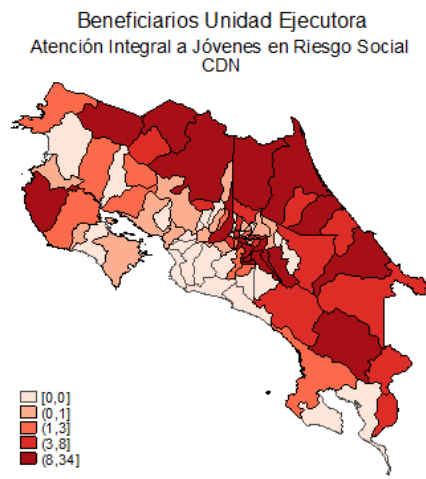 Beneficiarios Unidad Ejecutora
Atención Integral a Jóvenes en Riesgo Social
CDN
[0,0]
(0,1]
(1,3]
(3,8]
(8,34]